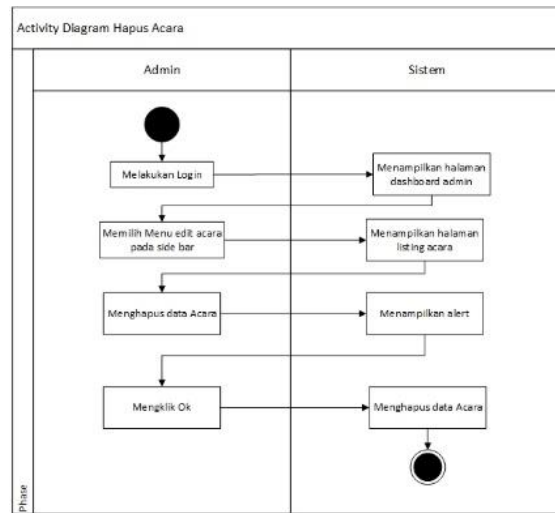 Activity Diagram Hapus Acara
Admin
Sistem
Melakukan Login
Menampilkan halaman
dashboard admin
Memilih Menu edit acara
pada side bar
Menampilkan halaman
listing acara
Menghapus data Acara
Menampilkan alert
Mengklik Ok
Menghapus data Acara
Phase